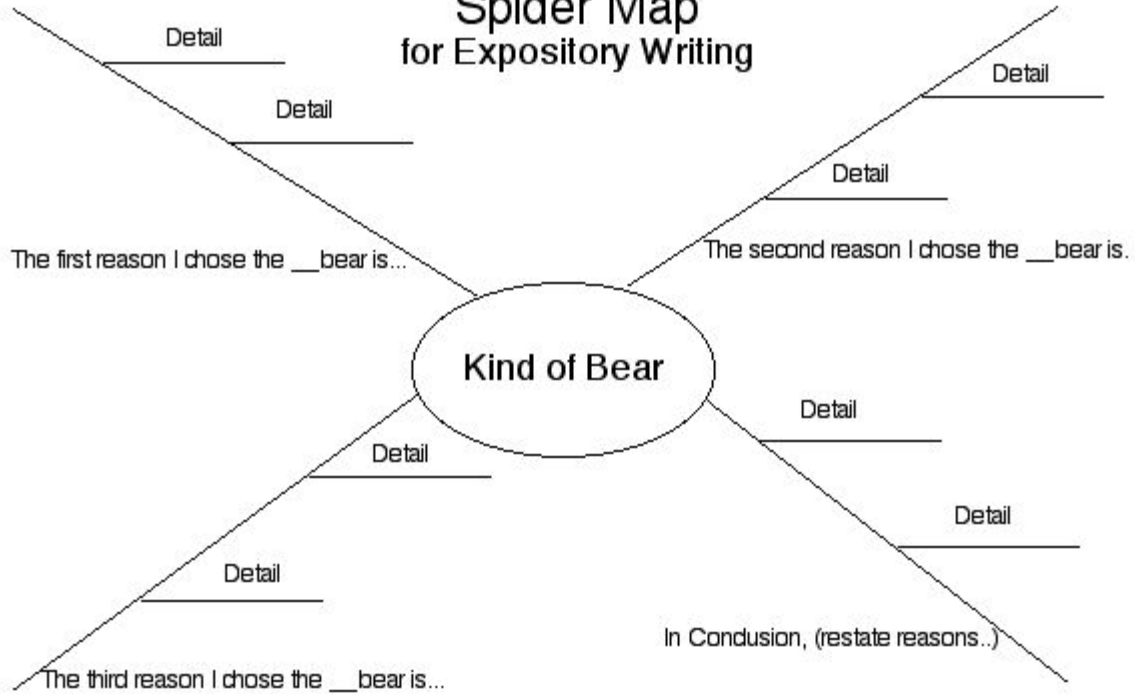 Spider Map
for Expository Writing
Detail
Detail
The first reason I chose the __bear is...
Detail
Detail
The second reason I chose the __bear is.
Kind of Bear
Detail
Detail
The third reason I chose the __bear is...
Detail
Detail
In Conclusion, (restate reasons..)